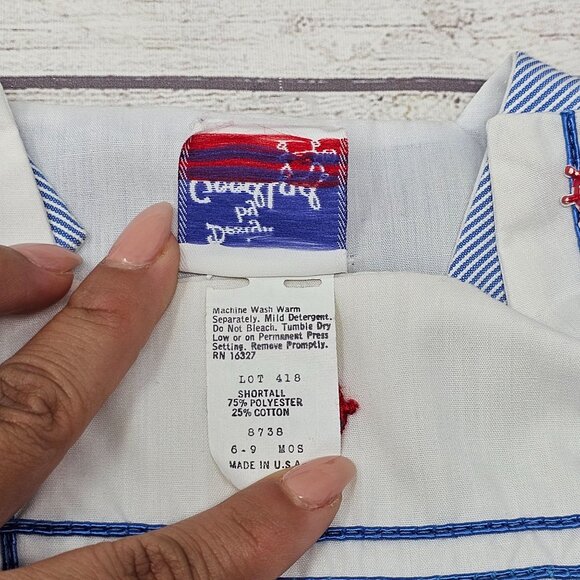 Goodlad
Machine Wash Warm
Separately. Mild Detergent.
Do Not Bleach. Tumble Dry
Low or on Permanent Press
Setting. Remove Promptly.
RN 16327
LOT 418
SHORTALL
75% POLYESTER
25% COTTON
8738
6-9 MOS
MADE IN U.S.A.